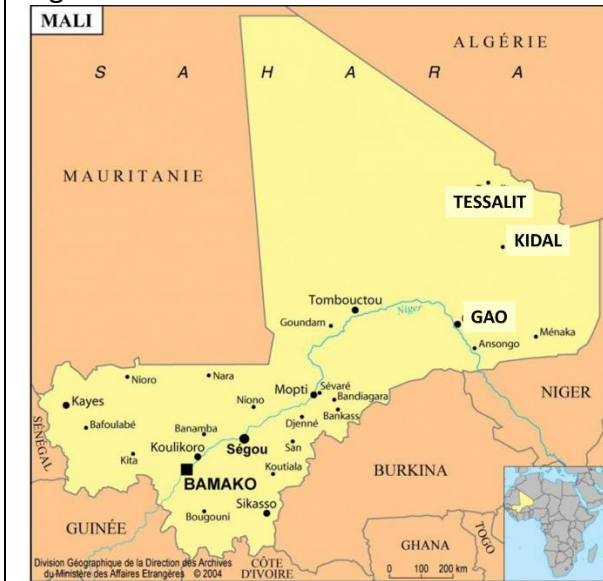 MALI
ALGÉRIE
S A H A R A
MAURITANIE
TESSALIT
KIDAL
Tombouctou
Niger
GAO
Goundam
Ménaka
Ansongo
Nioro
Nara
Mopti
Sévaré
Kayes
Niono
Bandiagara
NIGER
Bafoulabé
Banamba
Djenné
Bankass
SÉNÉGAL
Koulikoro
Ségou
San
Kita
Koutiala
BURKINA
BAMAKO
Sikasso
Bougouni
GUINÉE
GHANA
TOGO
CÔTE
D'IVOIRE
0 100 200 km
Division Géographique de la Direction des Archives
du Ministère des Affaires Etrangères © 2004